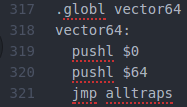 317 .globl vector64
318 vector64:
319   pushl $0
320   pushl $64
321   jmp alltraps